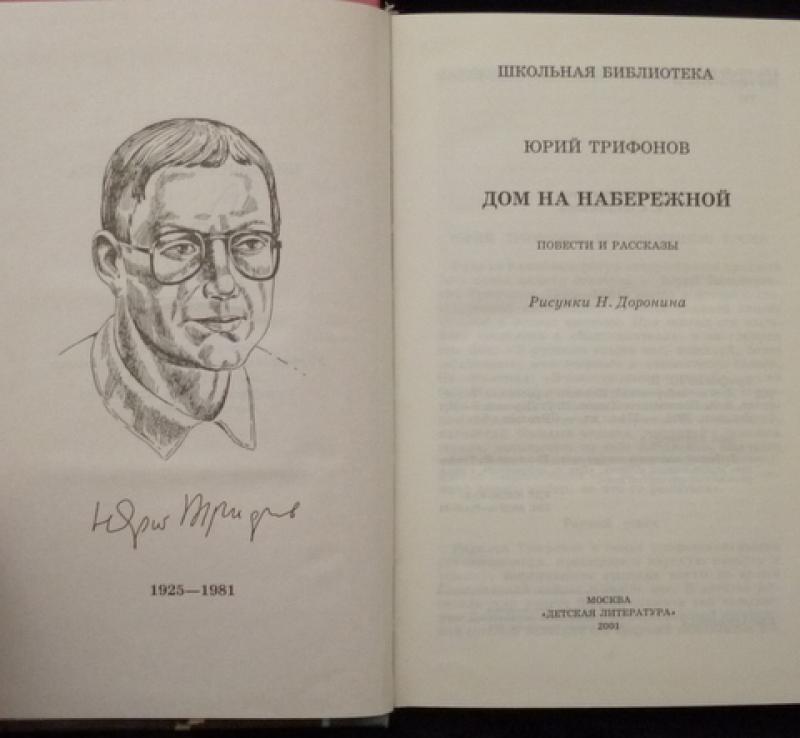 Юрий Трифонов
1925—1981
ШКОЛЬНАЯ БИБЛИОТЕКА
ЮРИЙ ТРИФОНОВ
ДОМ НА НАБЕРЕЖНОЙ
ПОВЕСТИ И РАССКАЗЫ
Рисунки Н. Доронина
МОСКВА
«ДЕТСКАЯ ЛИТЕРАТУРА»
2001